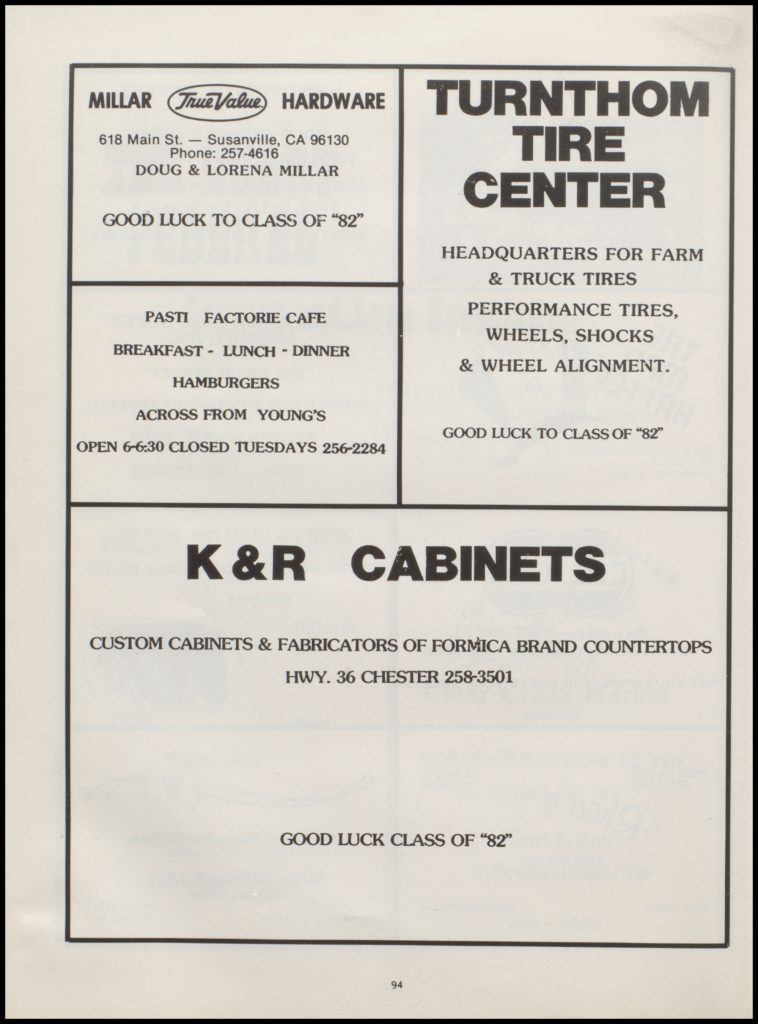 MILLAR True Value HARDWARE
618 Main St. — Susanville, CA 96130
Phone: 257-4616
DOUG & LORENA MILLAR
GOOD LUCK TO CLASS OF “82”
TURNTHOM
TIRE
CENTER
HEADQUARTERS FOR FARM
& TRUCK TIRES
PERFORMANCE TIRES,
WHEELS, SHOCKS
& WHEEL ALIGNMENT.
GOOD LUCK TO CLASS OF “82”
PASTI FACTORIE CAFE
BREAKFAST - LUNCH - DINNER
HAMBURGERS
ACROSS FROM YOUNG'S
OPEN 6-6:30 CLOSED TUESDAYS 256-2284
K & R CABINETS
CUSTOM CABINETS & FABRICATORS OF FORMICA BRAND COUNTERTOPS
HWY. 36 CHESTER 258-3501
GOOD LUCK CLASS OF “82”
94